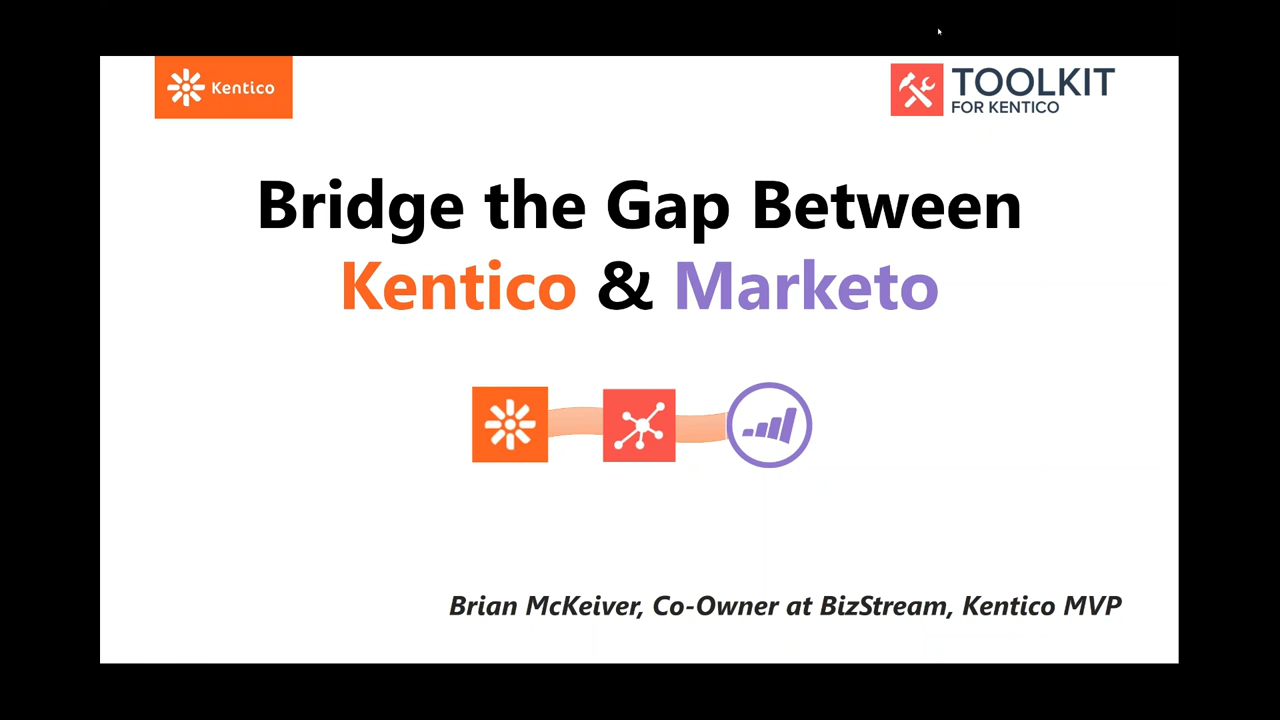 Kentico
TOOLKIT
FOR KENTICO
Bridge the Gap Between
Kentico & Marketo
Brian McKeiver, Co-Owner at BizStream, Kentico MVP